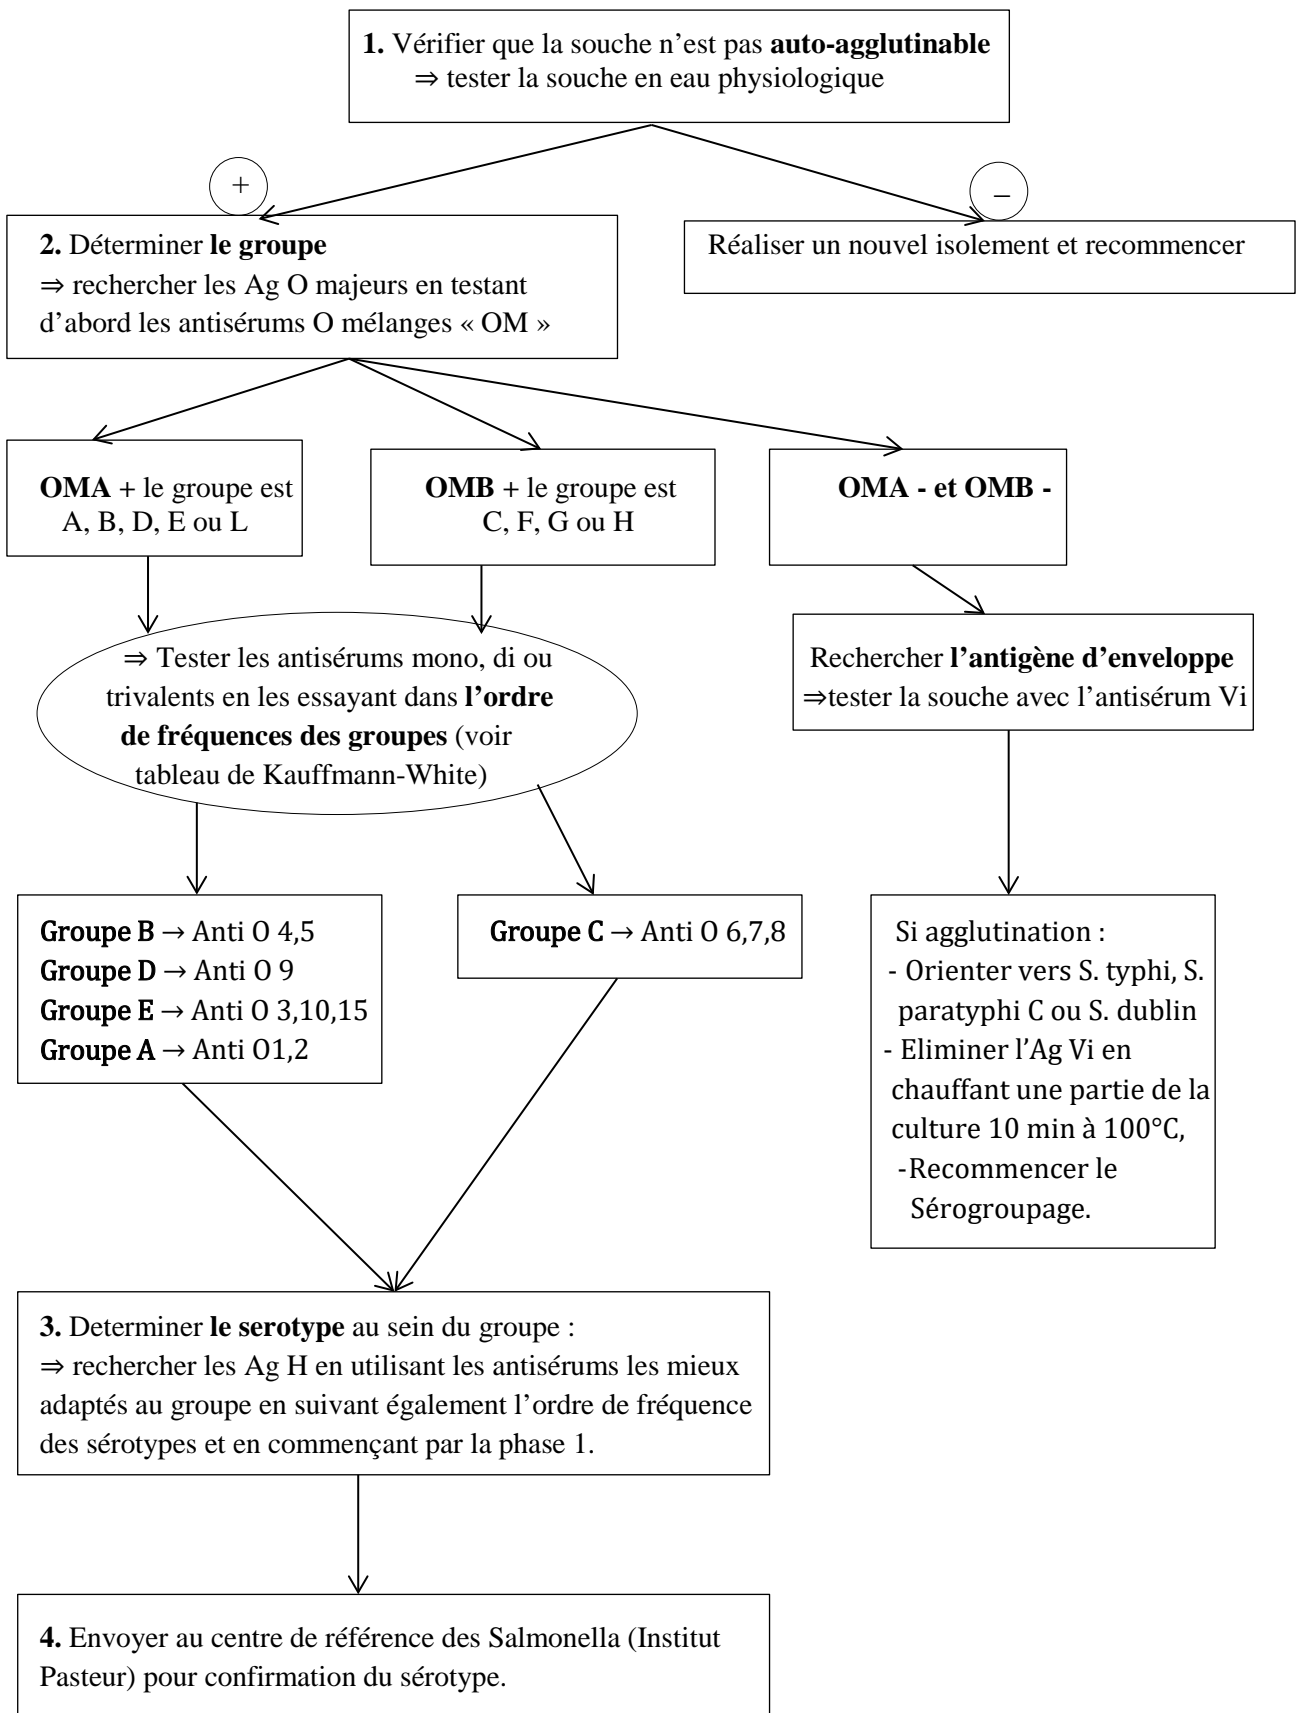 1. Vérifier que la souche n’est pas auto-agglutinable
⇒ tester la souche en eau physiologique
+
–
2. Déterminer le groupe
⇒ rechercher les Ag O majeurs en testant
d’abord les antisérums O mélanges « OM »
Réaliser un nouvel isolement et recommencer
OMA + le groupe est
A, B, D, E ou L
OMB + le groupe est
C, F, G ou H
OMA - et OMB -
⇒ Tester les antisérums mono, di ou
trivalents en les essayant dans l’ordre
de fréquences des groupes (voir
tableau de Kauffmann-White)
Rechercher l’antigène d’enveloppe
⇒tester la souche avec l’antisérum Vi
Groupe B → Anti O 4,5
Groupe D → Anti O 9
Groupe E → Anti O 3,10,15
Groupe A → Anti O1,2
Groupe C → Anti O 6,7,8
Si agglutination :
- Orienter vers S. typhi, S.
paratyphi C ou S. dublin
- Eliminer l’Ag Vi en
chauffant une partie de la
culture 10 min à 100°C,
-Recommencer le
Sérogroupage.
3. Determiner le serotype au sein du groupe :
⇒ rechercher les Ag H en utilisant les antisérums les mieux
adaptés au groupe en suivant également l’ordre de fréquence
des sérotypes et en commençant par la phase 1.
4. Envoyer au centre de référence des Salmonella (Institut
Pasteur) pour confirmation du sérotype.